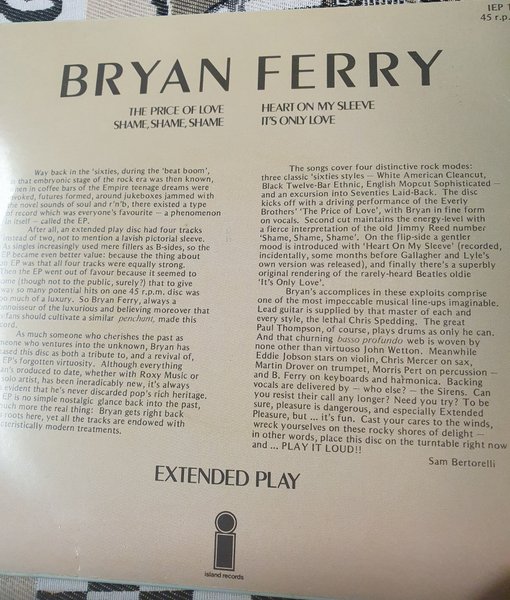 IEP
45 r.p.
BRYAN FERRY
THE PRICE OF LOVE
SHAME, SHAME, SHAME
HEART ON MY SLEEVE
IT'S ONLY LOVE
Way back in the 'sixties, during the 'beat boom',
that embryonic stage of the rock era was then known,
in coffee bars of the Empire teenage dreams were
futures formed, around jukeboxes jammed with
novel sounds of soul and r'n'b, there existed a type
of record which was everyone's favourite — a phenomenon
itself — called the EP.
After all, an extended play disc had four tracks
instead of two, not to mention a lavish pictorial sleeve.
As singles increasingly used mere fillers as B-sides, so the
EP became even better value: because the thing about
EP was that all four tracks were equally strong.
Then the EP went out of favour because it seemed to
(though not to the public, surely?) that to give
way so many potential hits on one 45 r.p.m. disc was
much of a luxury. So Bryan Ferry, always a
of the luxurious and believing moreover that
fans should cultivate a similar penchant, made this
As much someone who cherishes the past as
someone who ventures into the unknown, Bryan has
this disc as both a tribute to, and a revival of,
EP's forgotten virtuosity. Although everything
produced to date, whether with Roxy Music or
solo artist, has been ineradicably new, it's always
that he's never discarded pop's rich heritage.
EP is no simple nostalgic glance back into the past,
much more the real thing: Bryan gets right back
roots here, yet all the tracks are endowed with
modern treatments.
The songs cover four distinctive rock modes:
three classic 'sixties styles — White American Cleancut,
Black Twelve-Bar Ethnic, English Mopcut Sophisticated —
and an excursion into Seventies Laid-Back. The disc
kicks off with a driving performance of the Everly
Brothers' 'The Price of Love', with Bryan in fine form
on vocals. Second cut maintains the energy-level with
a fierce interpretation of the old Jimmy Reed number
'Shame, Shame, Shame'. On the flip-side a gentler
mood is introduced with 'Heart On My Sleeve' (recorded,
incidentally, some months before Gallagher and Lyle's
own version was released), and finally there's a superbly
original rendering of the rarely-heard Beatles oldie
'It's Only Love'.
Bryan's accomplices in these exploits comprise
one of the most impeccable musical line-ups imaginable.
Lead guitar is supplied by that master of each and
every style, the lethal Chris Spedding. The great
Paul Thompson, of course, plays drums as only he can.
And that churning basso profundo web is woven by
none other than virtuoso John Wetton. Meanwhile
Eddie Jobson stars on violin, Chris Mercer on sax,
Martin Drover on trumpet, Morris Pert on percussion —
and B. Ferry on keyboards and harmonica. Backing
vocals are delivered by — who else? — the Sirens. Can
you resist their call any longer? Need you try? To be
sure, pleasure is dangerous, and especially Extended
Pleasure, but ... it's fun. Cast your cares to the winds,
wreck yourselves on these rocky shores of delight —
in other words, place this disc on the turntable right now
and ... PLAY IT LOUD!!
Sam Bertorelli
EXTENDED PLAY
island records